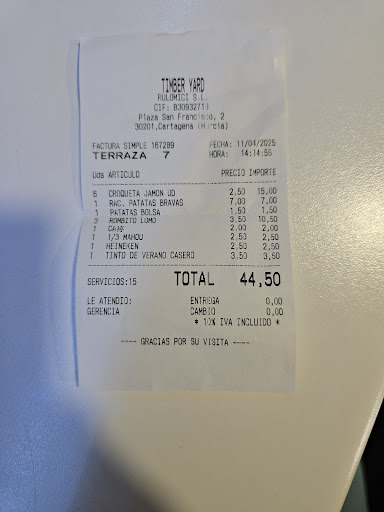 TIMBER YARD
RULOMICI S.L.
CIF: B30932719
Plaza San Francisco, 2
30201,Cartagena (Murcia)
FACTURA SIMPLE 167289 FECHA: 11/04/2025
TERRAZA 7 HORA: 14:14:55
Uds ARTICULO PRECIO IMPORTE
6 CROQUETA JAMON UD 2,50 15,00
1 RAC. PATATAS BRAVAS 7,00 7,00
1 PATATAS BOLSA 1,50 1,50
3 ROMBITO LOMO 3,50 10,50
1 2,00 2,00
1 1/3 MAHOU 2,50 2,50
1 HEINEKEN 2,50 2,50
1 TINTO DE VERANO CASERO 3,50 3,50
SERVICIOS:15 TOTAL 44,50
LE ATENDIO: ENTREGA 0,00
GERENCIA CAMBIO 0,00
* 10% IVA INCLUIDO *
---- GRACIAS POR SU VISITA ----